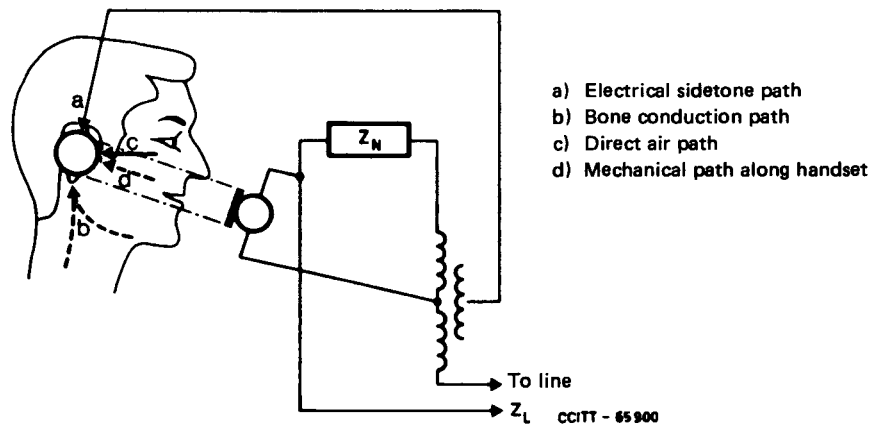 a) Electrical sidetone path
b) Bone conduction path
c) Direct air path
d) Mechanical path along handset
a
c
d
b
Z_N
To line
Z_L
CCITT - 65900